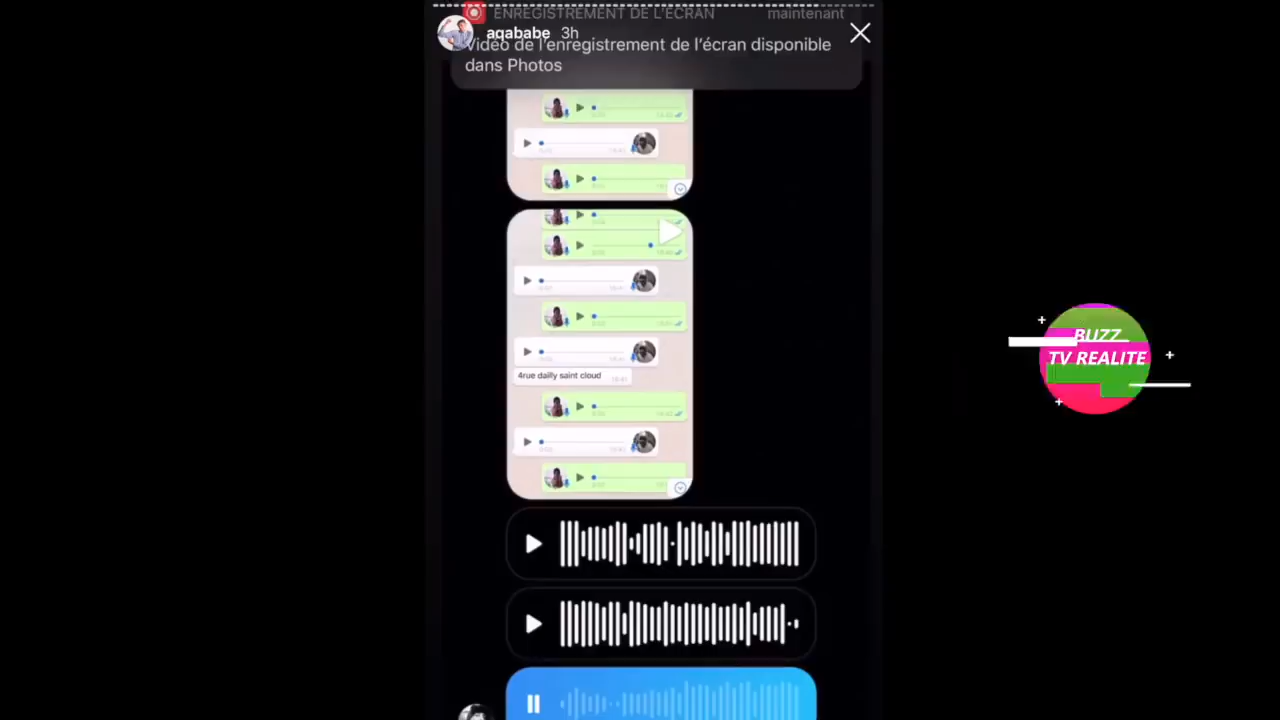 ENREGISTREMENT DE L'ÉCRAN maintenant
aqababe 3h
Vidéo de l'enregistrement de l'écran disponible
dans Photos
4rue dailly saint cloud
BUZZ
TV REALITE